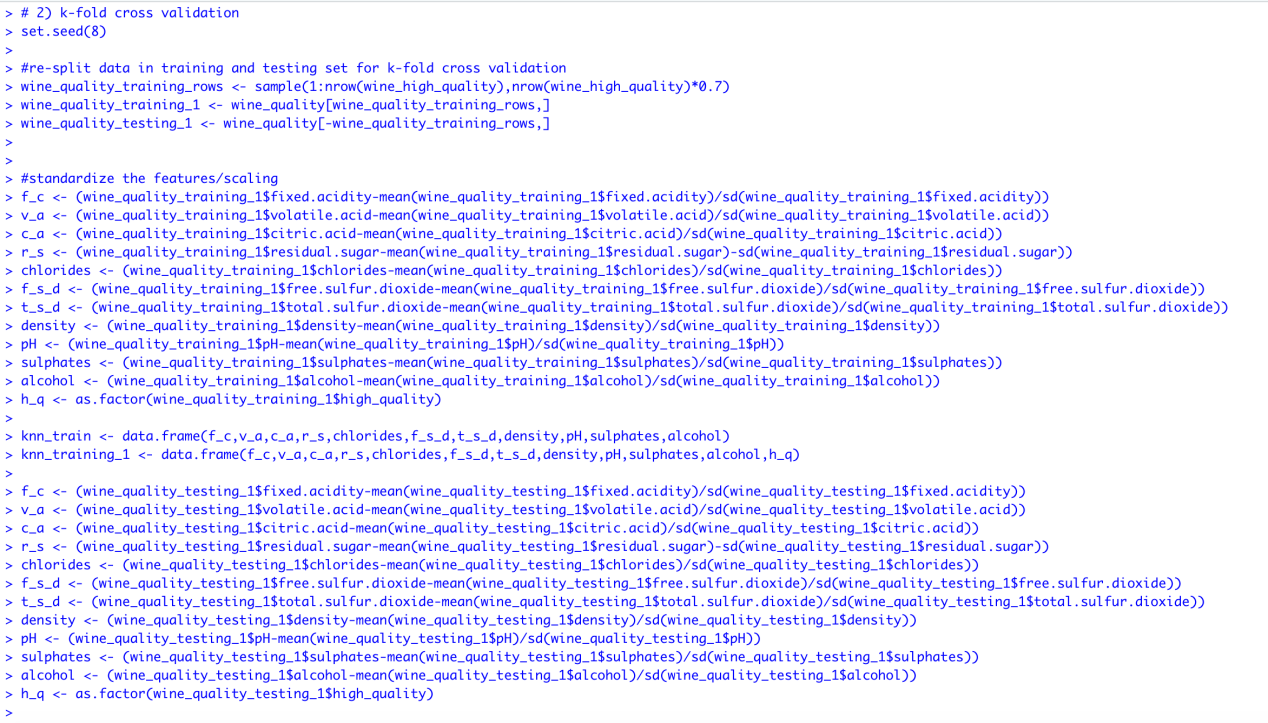 > # 2) k-fold cross validation
> set.seed(8)
>
> #re-split data in training and testing set for k-fold cross validation
> wine_quality_training_rows <- sample(1:nrow(wine_high_quality),nrow(wine_high_quality)*0.7)
> wine_quality_training_1 <- wine_quality[wine_quality_training_rows,]
> wine_quality_testing_1 <- wine_quality[-wine_quality_training_rows,]
>
>
> #standardize the features/scaling
> f_c <- (wine_quality_training_1$fixed.acidity-mean(wine_quality_training_1$fixed.acidity)/sd(wine_quality_training_1$fixed.acidity))
> v_a <- (wine_quality_training_1$volatile.acid-mean(wine_quality_training_1$volatile.acid)/sd(wine_quality_training_1$volatile.acid))
> c_a <- (wine_quality_training_1$citric.acid-mean(wine_quality_training_1$citric.acid)/sd(wine_quality_training_1$citric.acid))
> r_s <- (wine_quality_training_1$residual.sugar-mean(wine_quality_training_1$residual.sugar)-sd(wine_quality_training_1$residual.sugar))
> chlorides <- (wine_quality_training_1$chlorides-mean(wine_quality_training_1$chlorides)/sd(wine_quality_training_1$chlorides))
> f_s_d <- (wine_quality_training_1$free.sulfur.dioxide-mean(wine_quality_training_1$free.sulfur.dioxide)/sd(wine_quality_training_1$free.sulfur.dioxide))
> t_s_d <- (wine_quality_training_1$total.sulfur.dioxide-mean(wine_quality_training_1$total.sulfur.dioxide)/sd(wine_quality_training_1$total.sulfur.dioxide))
> density <- (wine_quality_training_1$density-mean(wine_quality_training_1$density)/sd(wine_quality_training_1$density))
> pH <- (wine_quality_training_1$pH-mean(wine_quality_training_1$pH)/sd(wine_quality_training_1$pH))
> sulphates <- (wine_quality_training_1$sulphates-mean(wine_quality_training_1$sulphates)/sd(wine_quality_training_1$sulphates))
> alcohol <- (wine_quality_training_1$alcohol-mean(wine_quality_training_1$alcohol)/sd(wine_quality_training_1$alcohol))
> h_q <- as.factor(wine_quality_training_1$high_quality)
>
> knn_train <- data.frame(f_c,v_a,c_a,r_s,chlorides,f_s_d,t_s_d,density,pH,sulphates,alcohol)
> knn_training_1 <- data.frame(f_c,v_a,c_a,r_s,chlorides,f_s_d,t_s_d,density,pH,sulphates,alcohol,h_q)
>
> f_c <- (wine_quality_testing_1$fixed.acidity-mean(wine_quality_testing_1$fixed.acidity)/sd(wine_quality_testing_1$fixed.acidity))
> v_a <- (wine_quality_testing_1$volatile.acid-mean(wine_quality_testing_1$volatile.acid)/sd(wine_quality_testing_1$volatile.acid))
> c_a <- (wine_quality_testing_1$citric.acid-mean(wine_quality_testing_1$citric.acid)/sd(wine_quality_testing_1$citric.acid))
> r_s <- (wine_quality_testing_1$residual.sugar-mean(wine_quality_testing_1$residual.sugar)-sd(wine_quality_testing_1$residual.sugar))
> chlorides <- (wine_quality_testing_1$chlorides-mean(wine_quality_testing_1$chlorides)/sd(wine_quality_testing_1$chlorides))
> f_s_d <- (wine_quality_testing_1$free.sulfur.dioxide-mean(wine_quality_testing_1$free.sulfur.dioxide)/sd(wine_quality_testing_1$free.sulfur.dioxide))
> t_s_d <- (wine_quality_testing_1$total.sulfur.dioxide-mean(wine_quality_testing_1$total.sulfur.dioxide)/sd(wine_quality_testing_1$total.sulfur.dioxide))
> density <- (wine_quality_testing_1$density-mean(wine_quality_testing_1$density)/sd(wine_quality_testing_1$density))
> pH <- (wine_quality_testing_1$pH-mean(wine_quality_testing_1$pH)/sd(wine_quality_testing_1$pH))
> sulphates <- (wine_quality_testing_1$sulphates-mean(wine_quality_testing_1$sulphates)/sd(wine_quality_testing_1$sulphates))
> alcohol <- (wine_quality_testing_1$alcohol-mean(wine_quality_testing_1$alcohol)/sd(wine_quality_testing_1$alcohol))
> h_q <- as.factor(wine_quality_testing_1$high_quality)
>